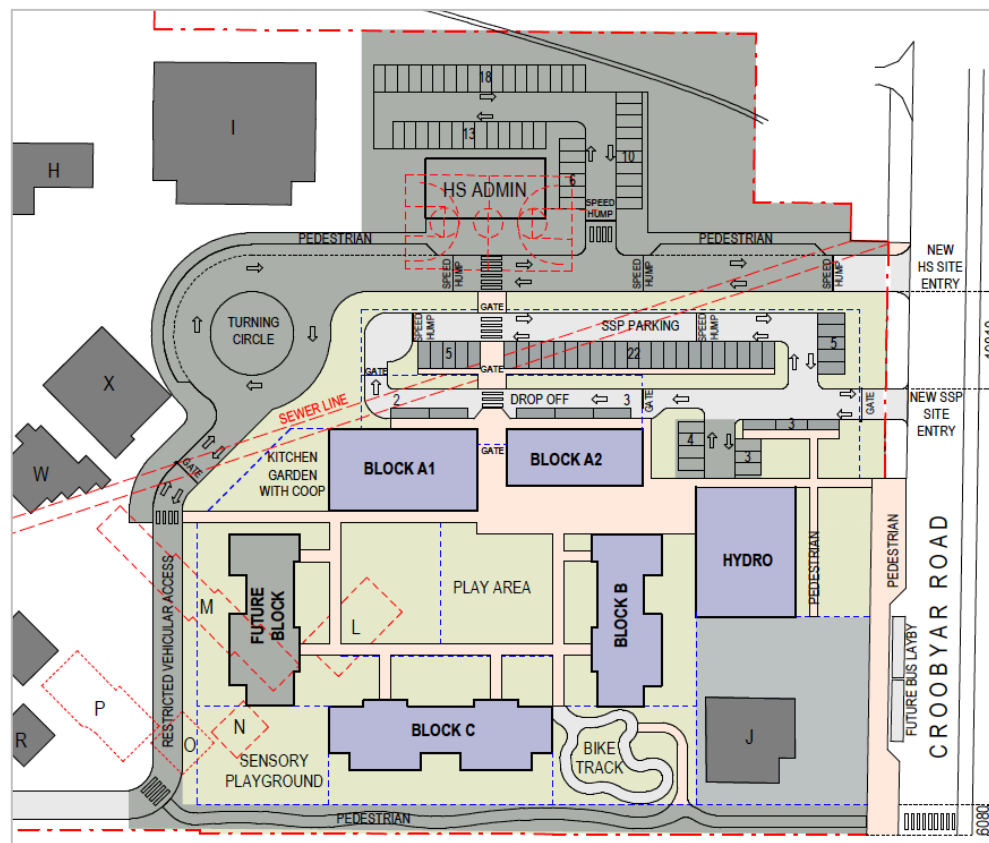 18
I
13
10
H
6
HS ADMIN
SPEED
HUMP
PEDESTRIAN
PEDESTRIAN
SPEED
HUMP
SPEED
HUMP
SPEED
HUMP
NEW
HS SITE
ENTRY
GATE
TURNING
CIRCLE
SPEED
HUMP
SSP PARKING
SPEED
HUMP
5
22
5
GATE
GATE
X
SEWER LINE
2
DROP OFF
3
GATE
GATE
NEW SSP
SITE
ENTRY
W
GATE
KITCHEN
GARDEN
WITH COOP
BLOCK A1
GATE
BLOCK A2
4
3
3
RESTRICTED VEHICULAR ACCESS
M
FUTURE
BLOCK
L
PLAY AREA
BLOCK B
HYDRO
PEDESTRIAN
PEDESTRIAN
CROOBYAR ROAD
FUTURE BUS LAYBY
P
R
O
N
SENSORY
PLAYGROUND
BLOCK C
BIKE
TRACK
J
PEDESTRIAN
6080